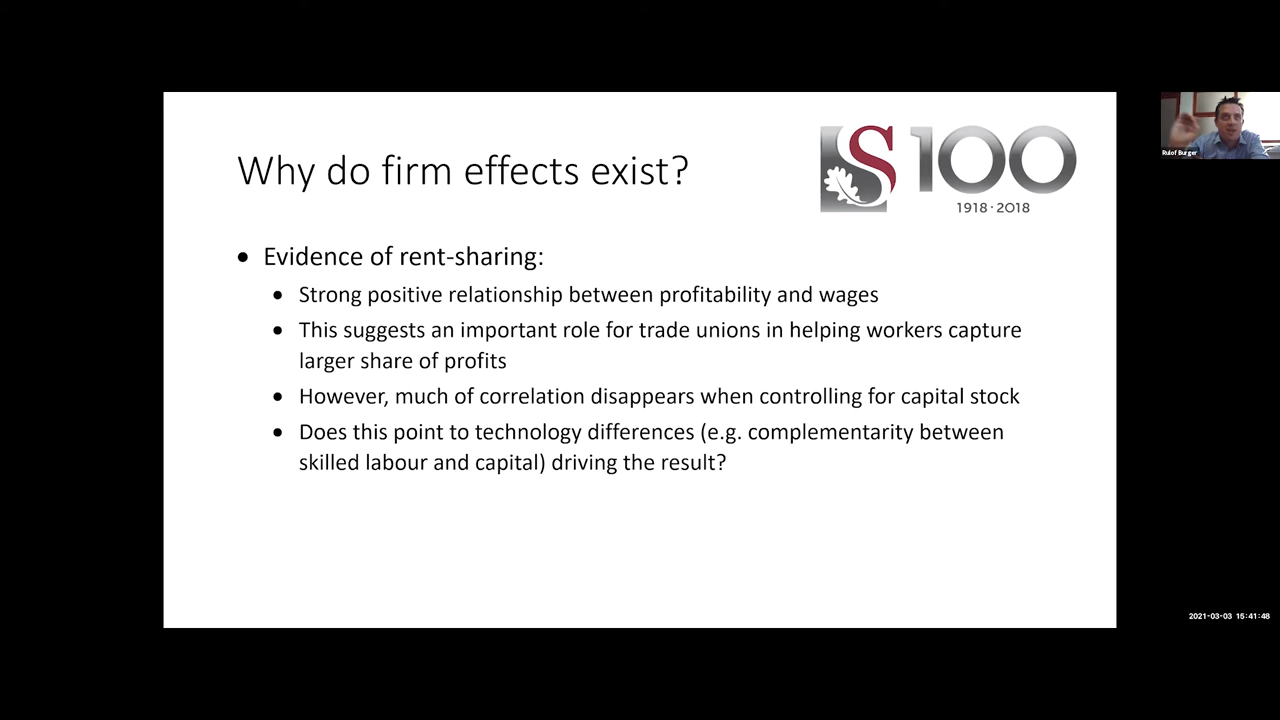 Why do firm effects exist?
S100
1918·2018
Rulof Burger
• Evidence of rent-sharing:
• Strong positive relationship between profitability and wages
• This suggests an important role for trade unions in helping workers capture
larger share of profits
• However, much of correlation disappears when controlling for capital stock
• Does this point to technology differences (e.g. complementarity between
skilled labour and capital) driving the result?
2021-03-03 15:41:48